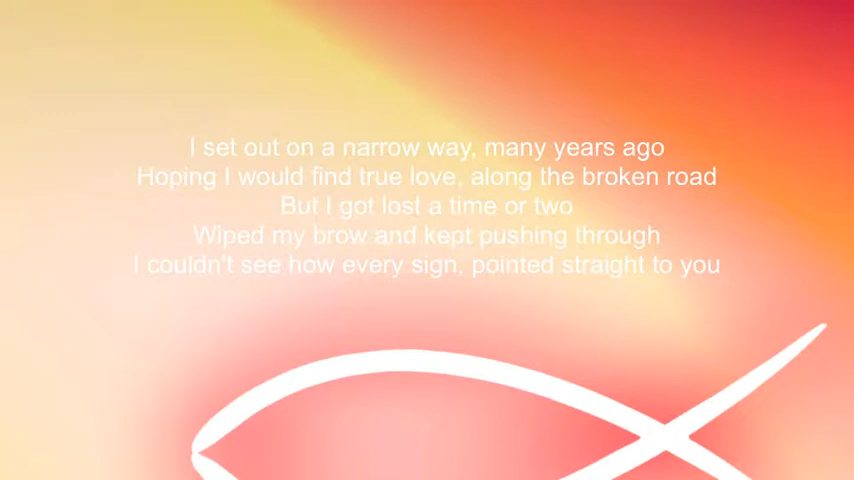 I set out on a narrow way, many years ago
Hoping I would find true love, along the broken road
But I got lost a time or two
Wiped my brow and kept pushing through
I couldn't see how every sign, pointed straight to you